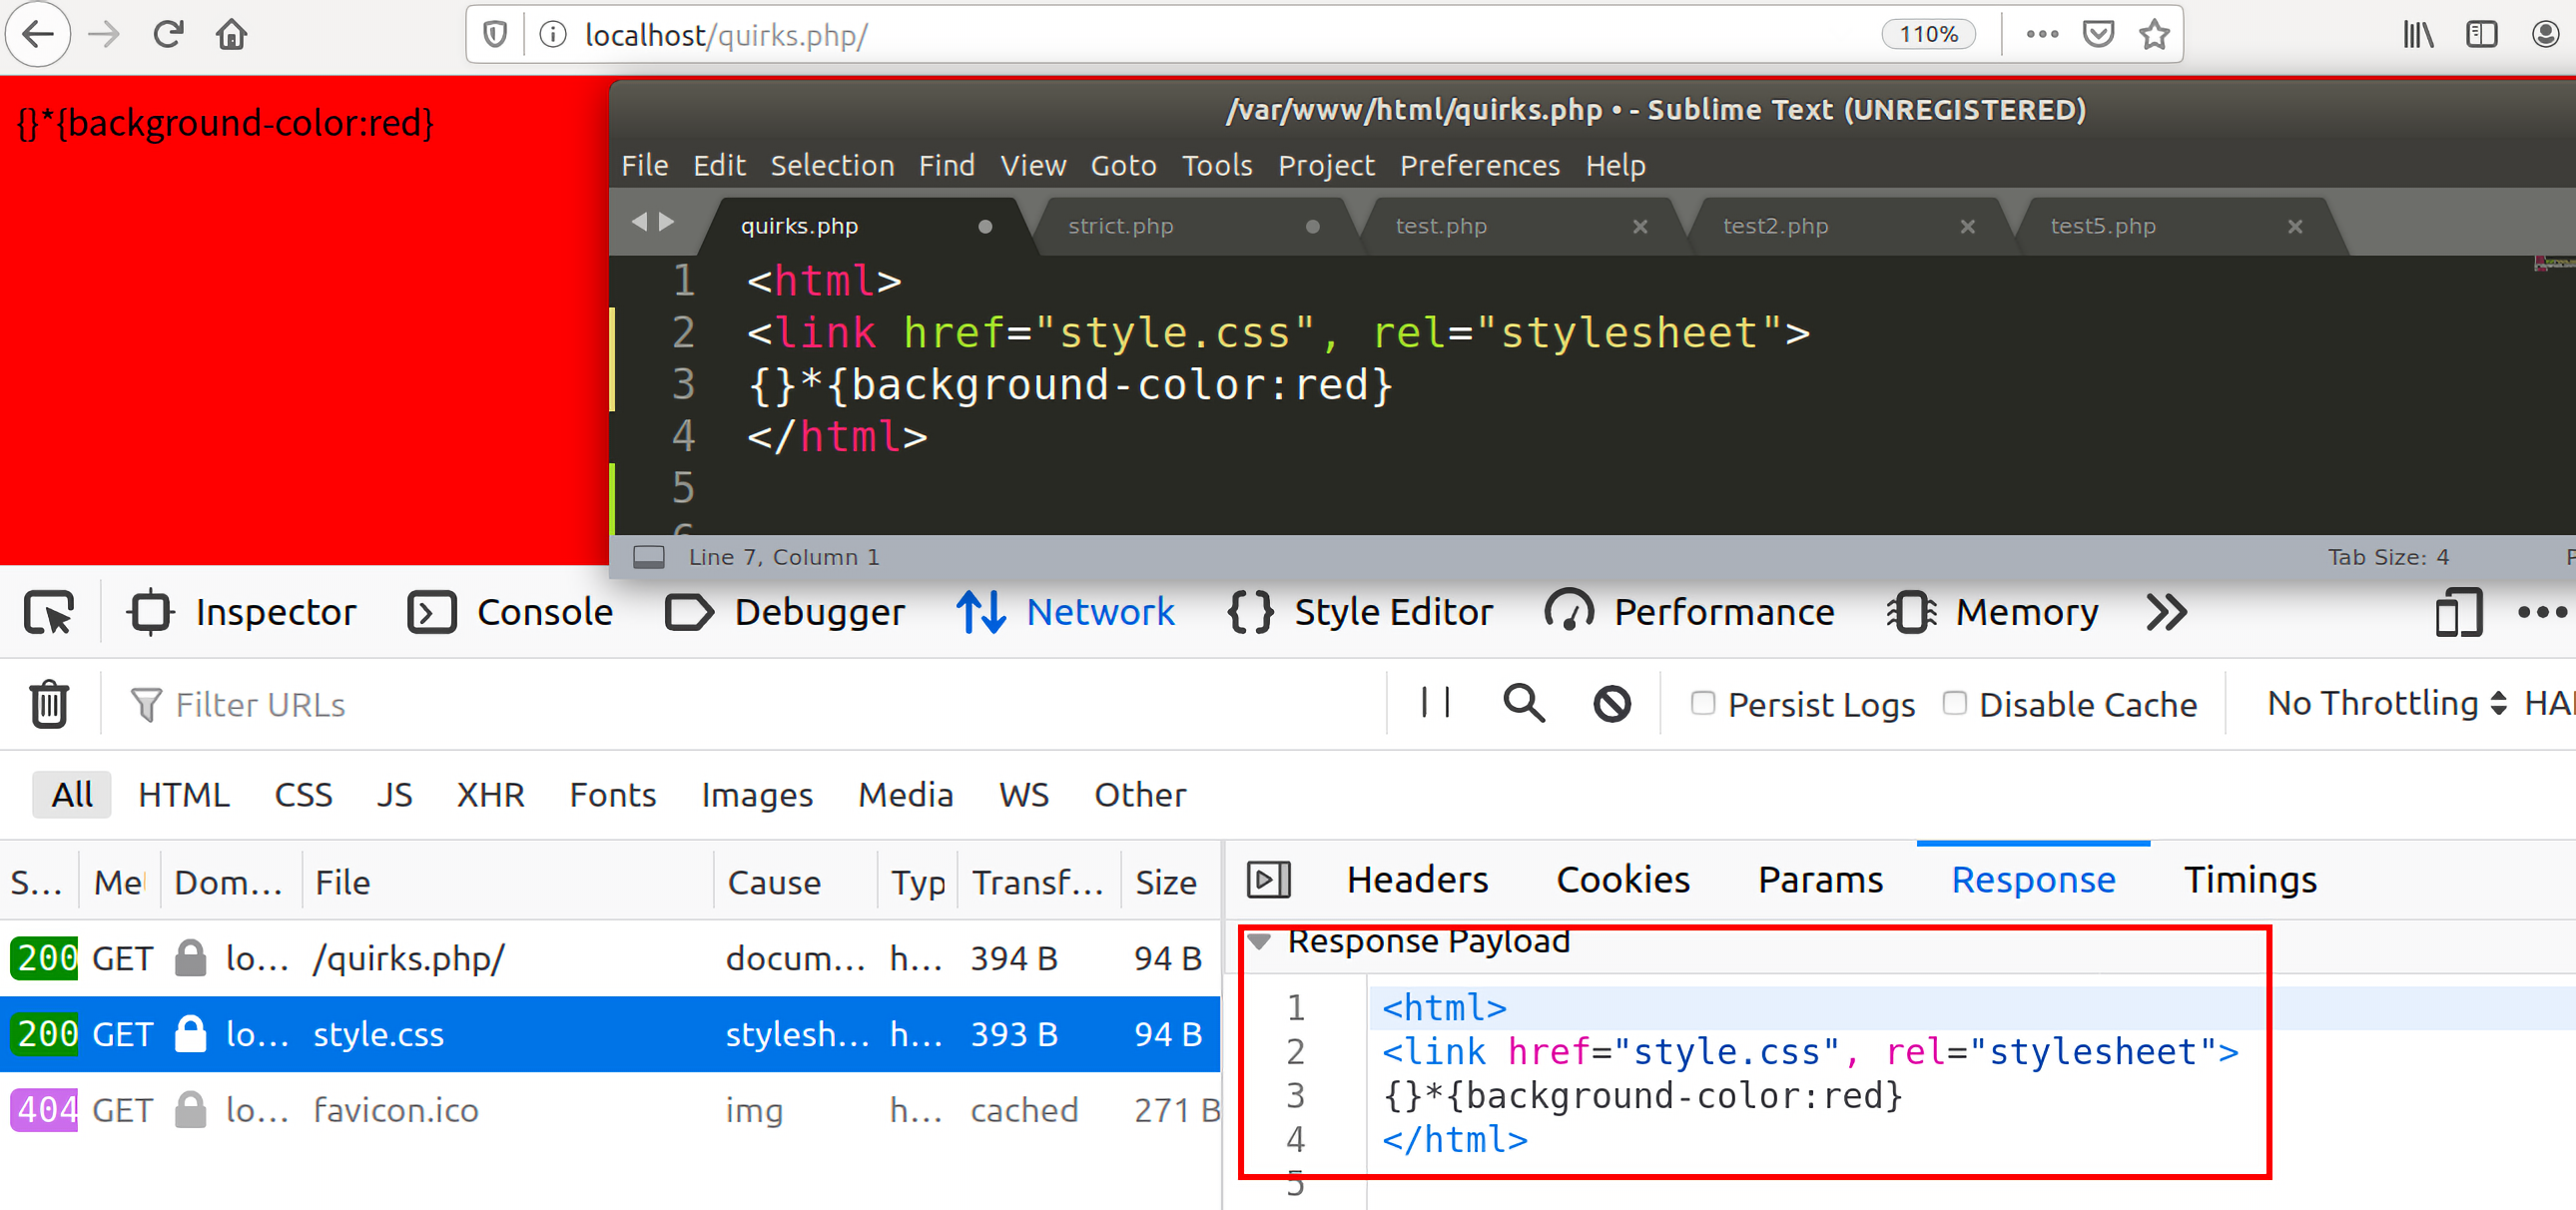 localhost/quirks.php/
110%
{}*{background-color:red}
/var/www/html/quirks.php • - Sublime Text (UNREGISTERED)
File Edit Selection Find View Goto Tools Project Preferences Help
quirks.php strict.php test.php test2.php test5.php
1 <html>
2 <link href="style.css", rel="stylesheet">
3 {}*{background-color:red}
4 </html>
5
6
Line 7, Column 1 Tab Size: 4
Inspector Console Debugger Network Style Editor Performance Memory
Filter URLs Persist Logs Disable Cache No Throttling HA
All HTML CSS JS XHR Fonts Images Media WS Other
S... Me Dom... File Cause Typ Transf... Size
200 GET lo... /quirks.php/ docum... h... 394 B 94 B
200 GET lo... style.css stylesh... h... 393 B 94 B
404 GET lo... favicon.ico img h... cached 271 B
Headers Cookies Params Response Timings
Response Payload
1 <html>
2 <link href="style.css", rel="stylesheet">
3 {}*{background-color:red}
4 </html>
5